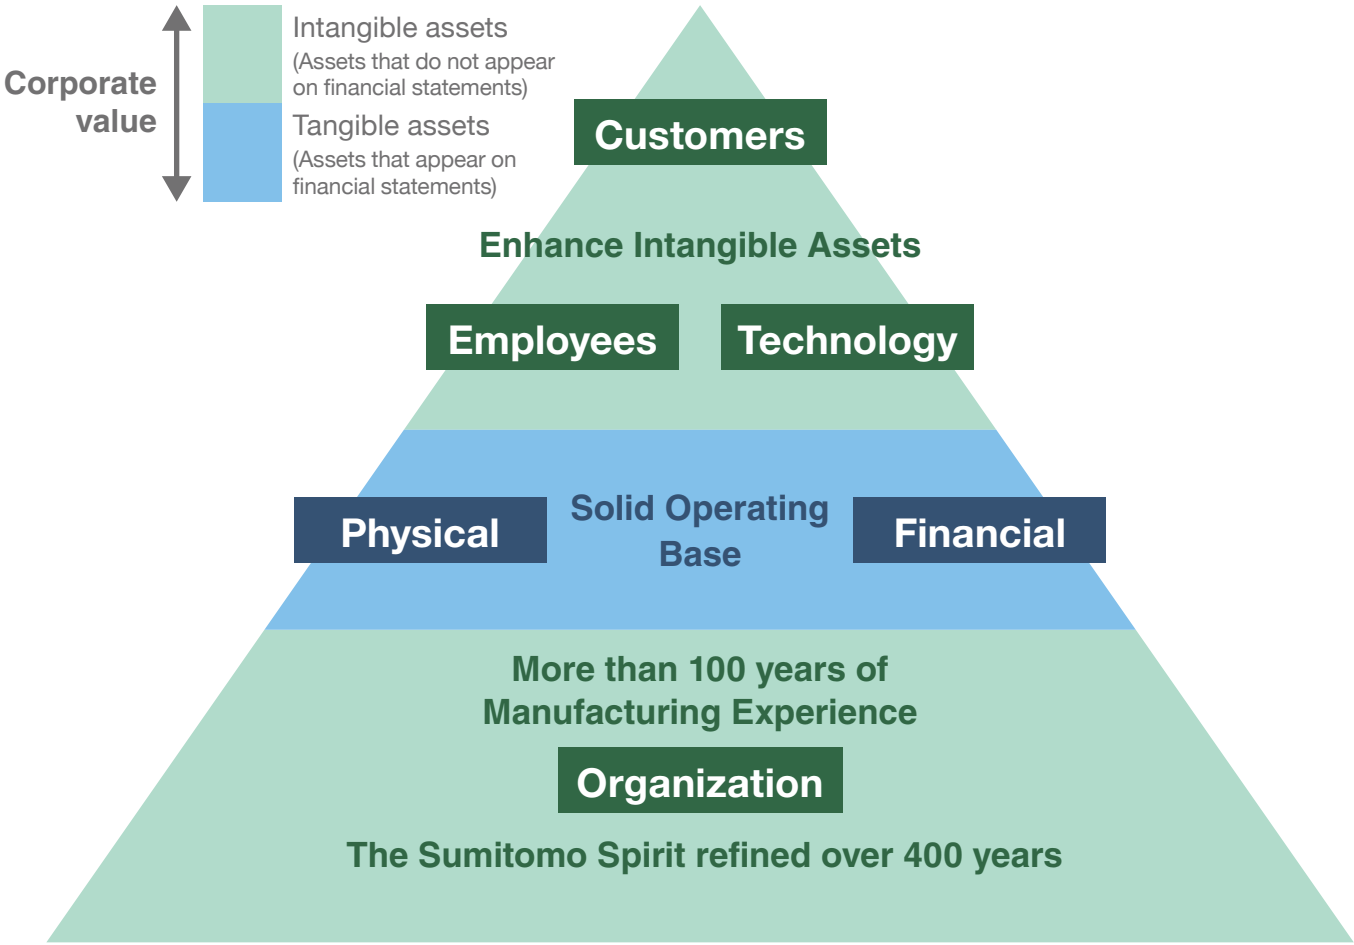 Corporate
value
Intangible assets
(Assets that do not appear
on financial statements)
Tangible assets
(Assets that appear on
financial statements)
Customers
Enhance Intangible Assets
Employees
Technology
Physical
Solid Operating
Base
Financial
More than 100 years of
Manufacturing Experience
Organization
The Sumitomo Spirit refined over 400 years